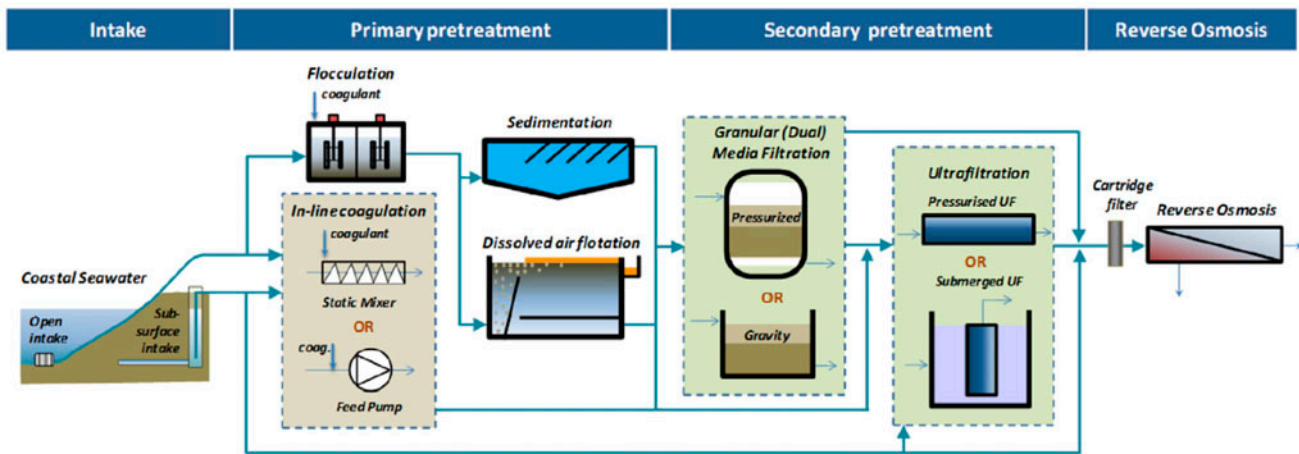 Intake
Primary pretreatment
Secondary pretreatment
Reverse Osmosis
Flocculation
coagulant
Sedimentation
In-line coagulation
coagulant
Static Mixer
OR
coag.
Feed Pump
Dissolved air flotation
Coastal Seawater
Open
intake
Sub-
surface
intake
Granular (Dual)
Media Filtration
Pressurized
OR
Gravity
Ultrafiltration
Pressurised UF
OR
Submerged UF
Cartridge
filter
Reverse Osmosis